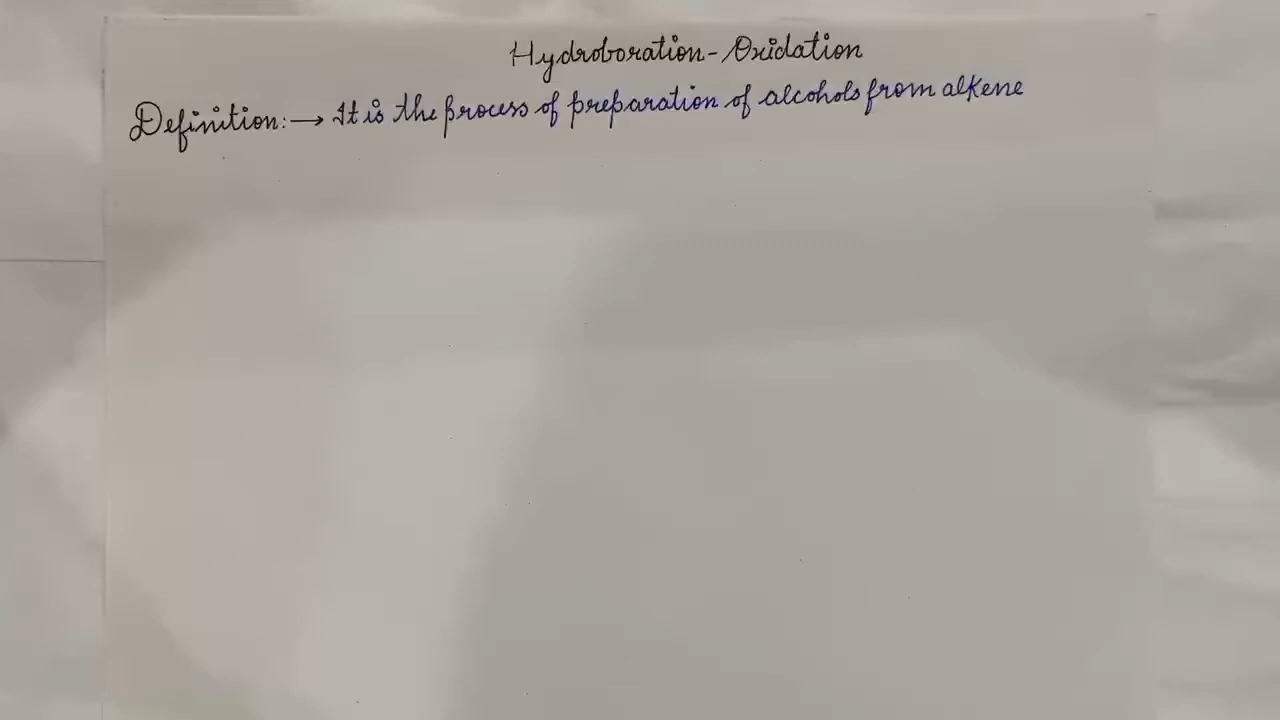 Hydroboration-Oxidation
Definition:→ It is the process of preparation of alcohols from alkene